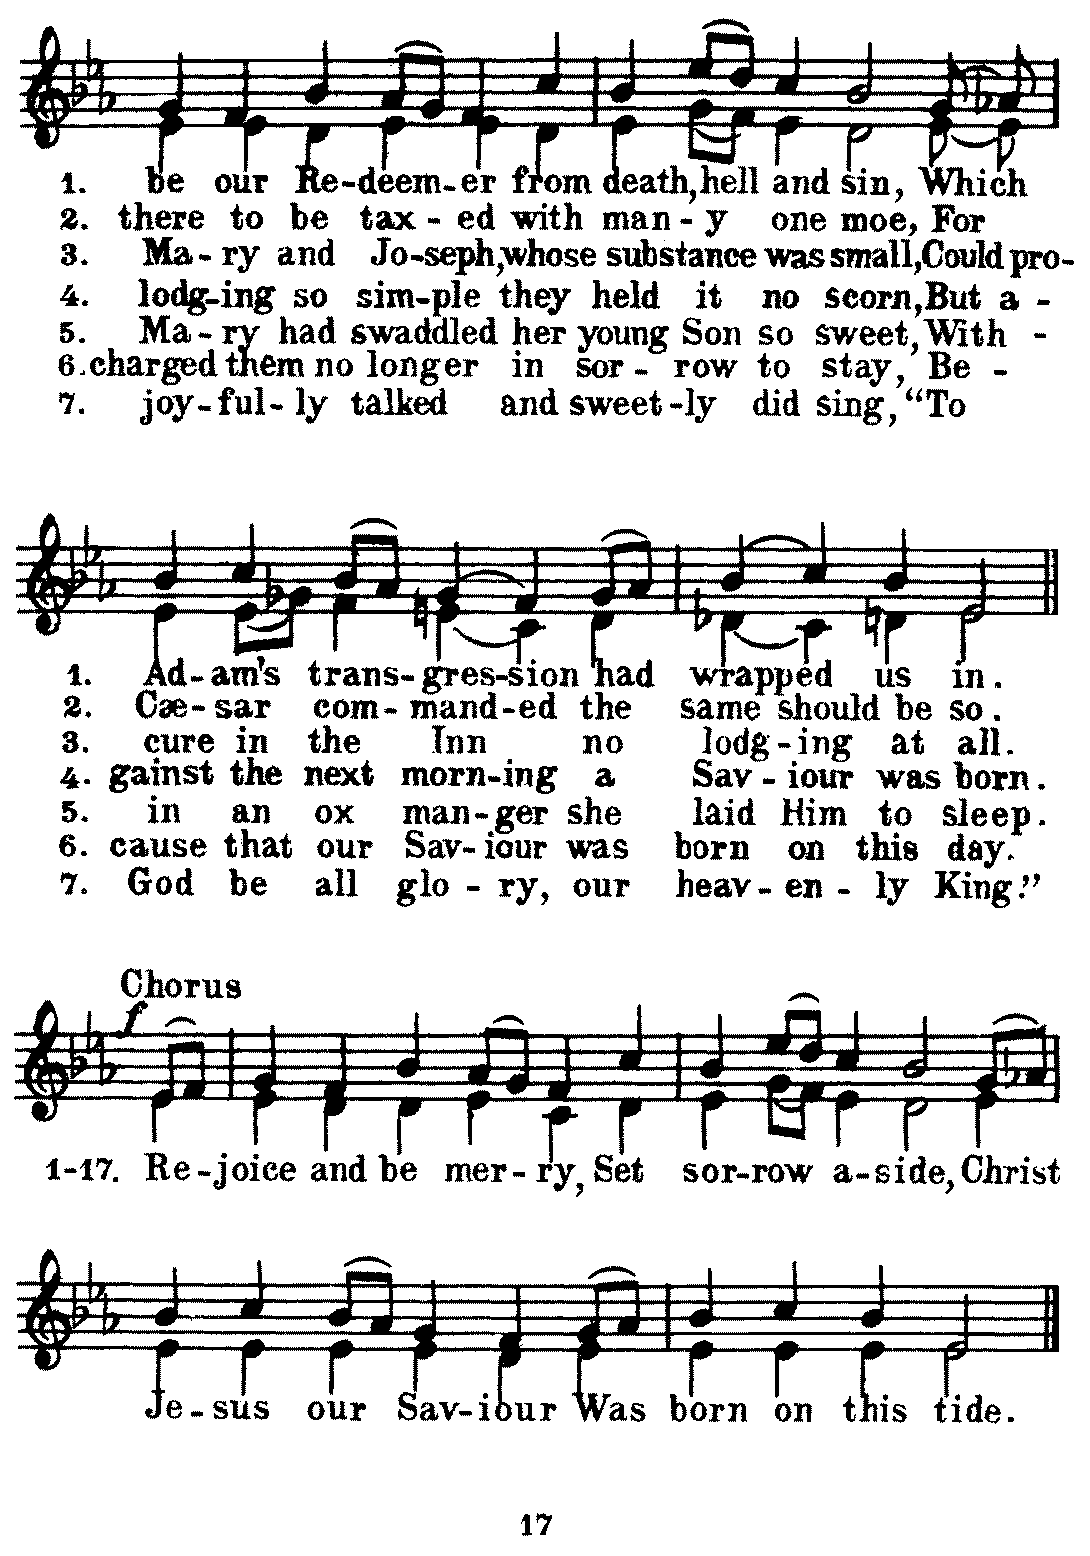 1. be our Re-deem-er from death, hell and sin, Which
2. there to be tax - ed with man - y one moe, For
3. Ma - ry and Jo-seph, whose substance was small, Could pro-
4. lodg-ing so sim-ple they held it no scorn, But a -
5. Ma - ry had swaddled her young Son so sweet, With -
6. charged them no longer in sor - row to stay, Be -
7. joy - ful - ly talked and sweet-ly did sing, “To
1. Ad-am's trans-gres-sion had wrapped us in.
2. Cæ-sar com-mand-ed the same should be so.
3. cure in the Inn no lodg-ing at all.
4. gainst the next morn-ing a Sav-iour was born.
5. in an ox man-ger she laid Him to sleep.
6. cause that our Sav-iour was born on this day.
7. God be all glo - ry, our heav - en - ly King.”
Chorus
f
1-17. Re-joice and be mer-ry, Set sor-row a-side, Christ
Je-sus our Sav-iour Was born on this tide.
17